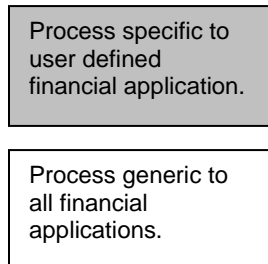 Process specific to
user defined
financial application.
Process generic to
all financial
applications.